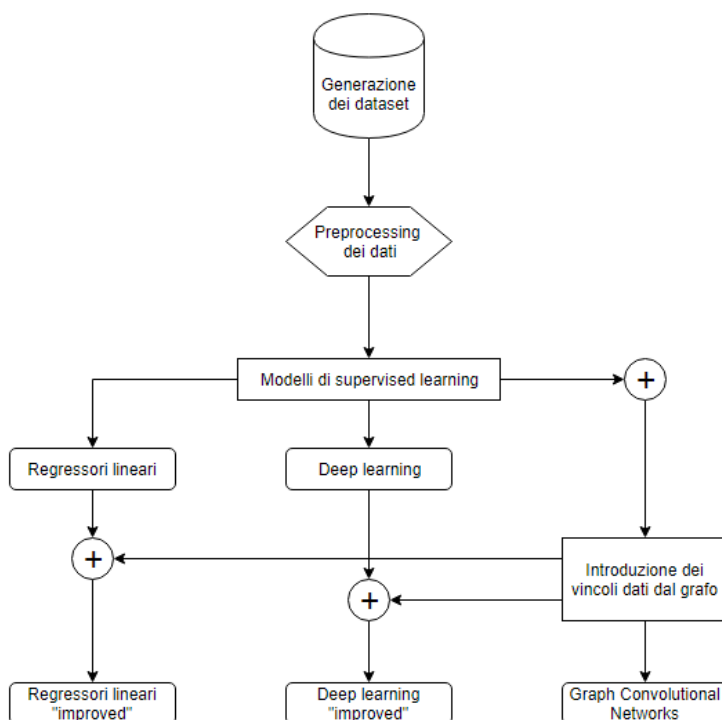 Generazione
dei dataset
Preprocessing
dei dati
Modelli di supervised learning
+
Regressori lineari
Deep learning
+
Introduzione dei
vincoli dati dal grafo
+
Regressori lineari
"improved"
Deep learning
"improved"
Graph Convolutional
Networks